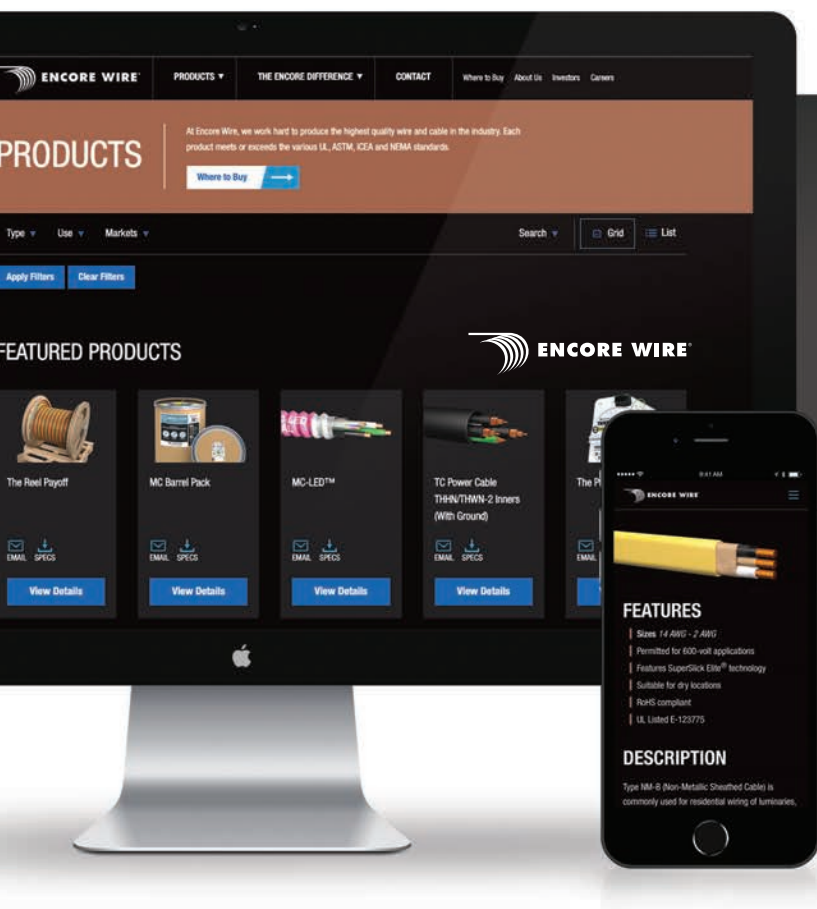 ENCORE WIRE®
PRODUCTS ▼
THE ENCORE DIFFERENCE ▼
CONTACT
Where to Buy
About Us
Investors
Careers
PRODUCTS
At Encore Wire, we work hard to produce the highest quality wire and cable in the industry. Each
product meets or exceeds the various UL, ASTM, ICEA and NEMA standards.
Where to Buy
Type ▼
Use ▼
Markets ▼
Search ▼
Grid
List
Apply Filters
Clear Filters
FEATURED PRODUCTS
ENCORE WIRE®
The Reel Payoff
EMAIL SPECS
View Details
MC Barrel Pack
EMAIL SPECS
View Details
MC-LED™
EMAIL SPECS
View Details
TC Power Cable
THHN/THWN-2 Inners
(With Ground)
EMAIL SPECS
View Details
The P
EMAIL
9:41 AM
ENCORE WIRE
FEATURES
Sizes 14 AWG - 2 AWG
Permitted for 600-volt applications
Features SuperSlick Elite® technology
Suitable for dry locations
RoHS compliant
UL Listed E-123775
DESCRIPTION
Type NM-B (Non-Metallic Sheathed Cable) is
commonly used for residential wiring of luminaries,